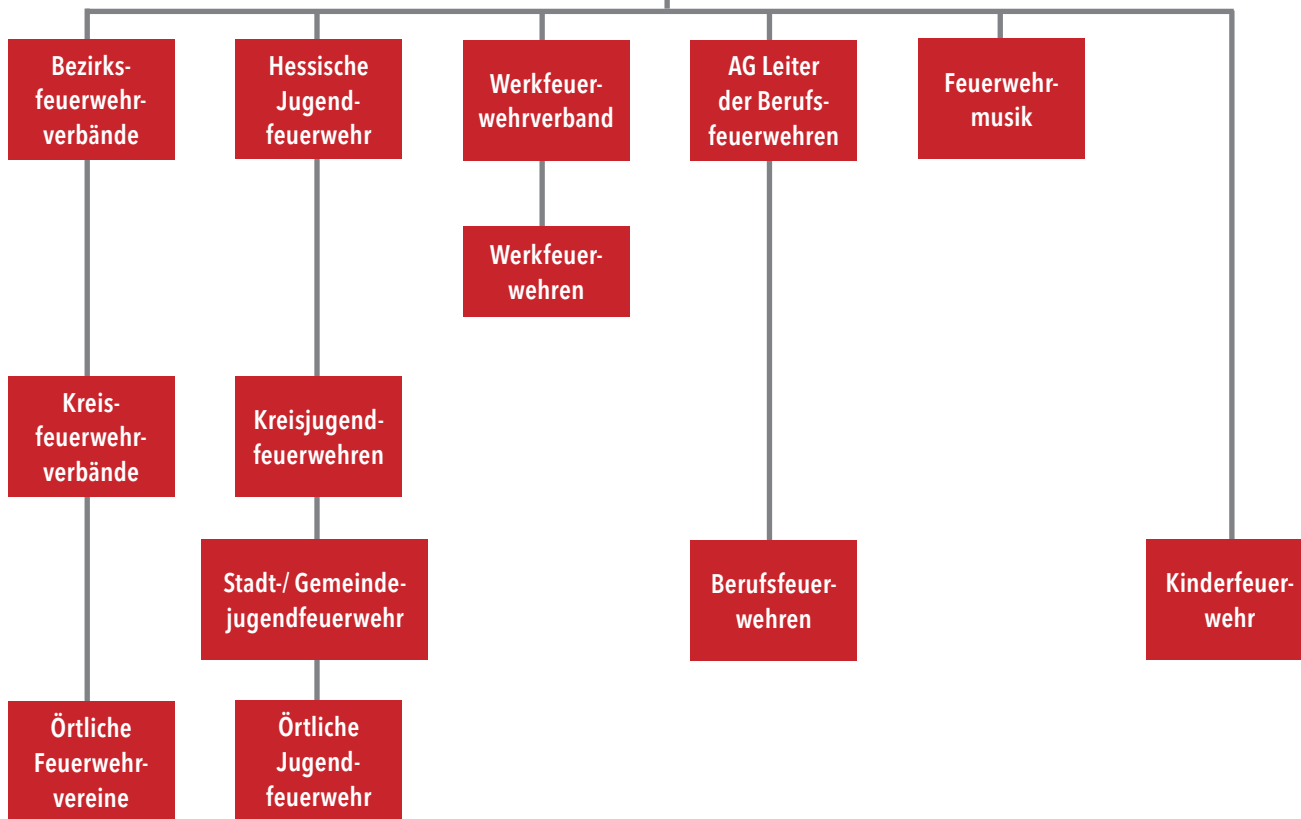 Bezirks-
feuerwehr-
verbände
Hessische
Jugend-
feuerwehr
Werkfeuer-
wehrverband
AG Leiter
der Berufs-
feuerwehren
Feuerwehr-
musik
Werkfeuer-
wehren
Kreis-
feuerwehr-
verbände
Kreisjugend-
feuerwehren
Stadt-/ Gemeinde-
jugendfeuerwehr
Berufsfeuer-
wehren
Kinderfeuer-
wehr
Örtliche
Feuerwehr-
vereine
Örtliche
Jugend-
feuerwehr